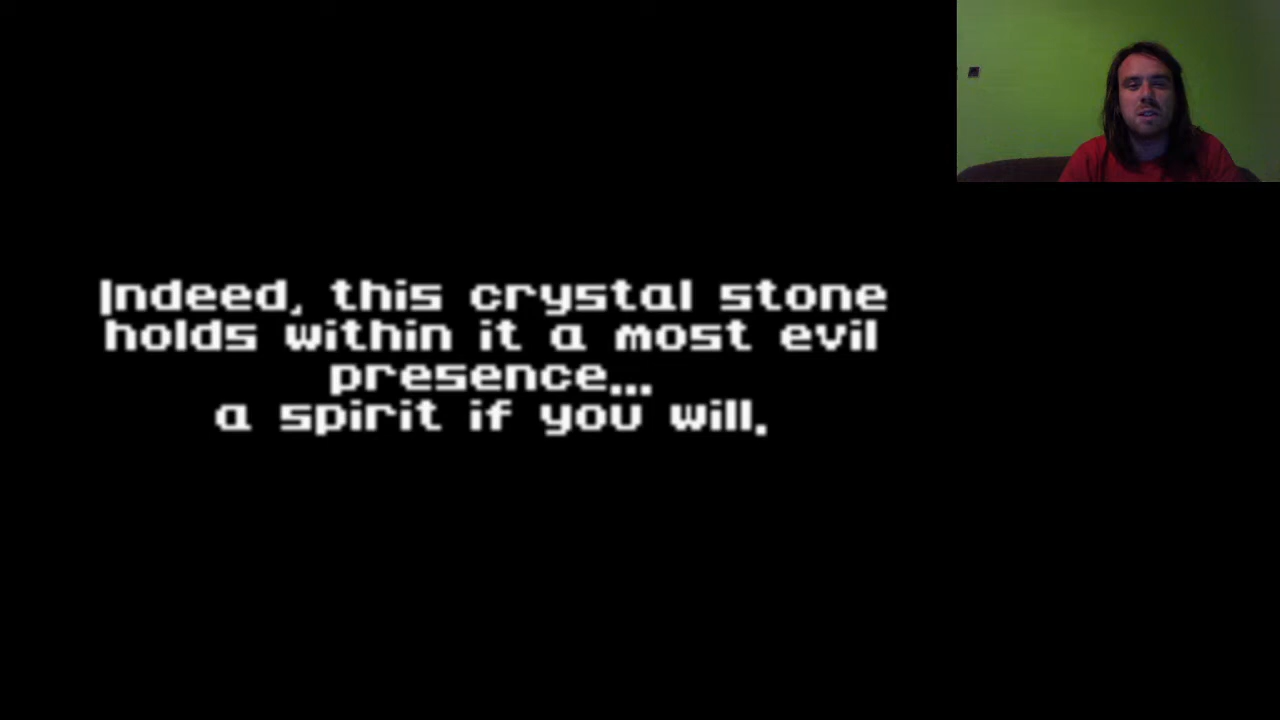 Indeed, this crystal stone
holds within it a most evil
presence...
a spirit if you will.